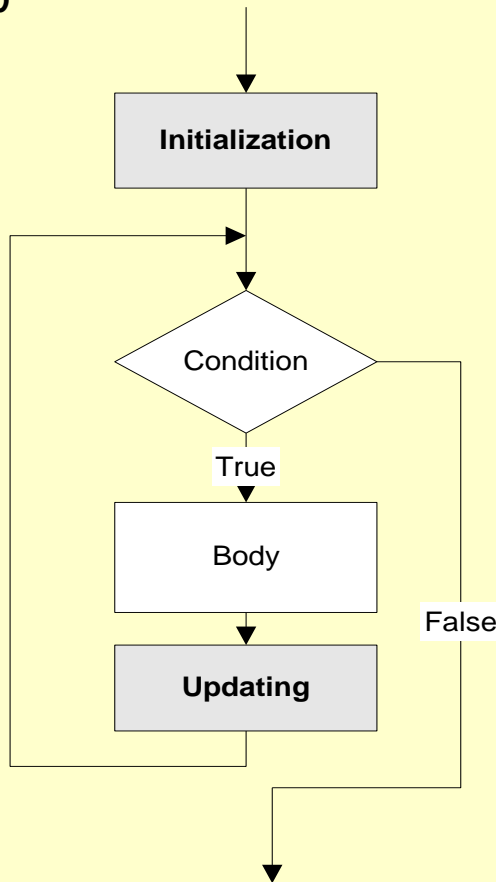 Initialization
Condition
True
Body
False
Updating